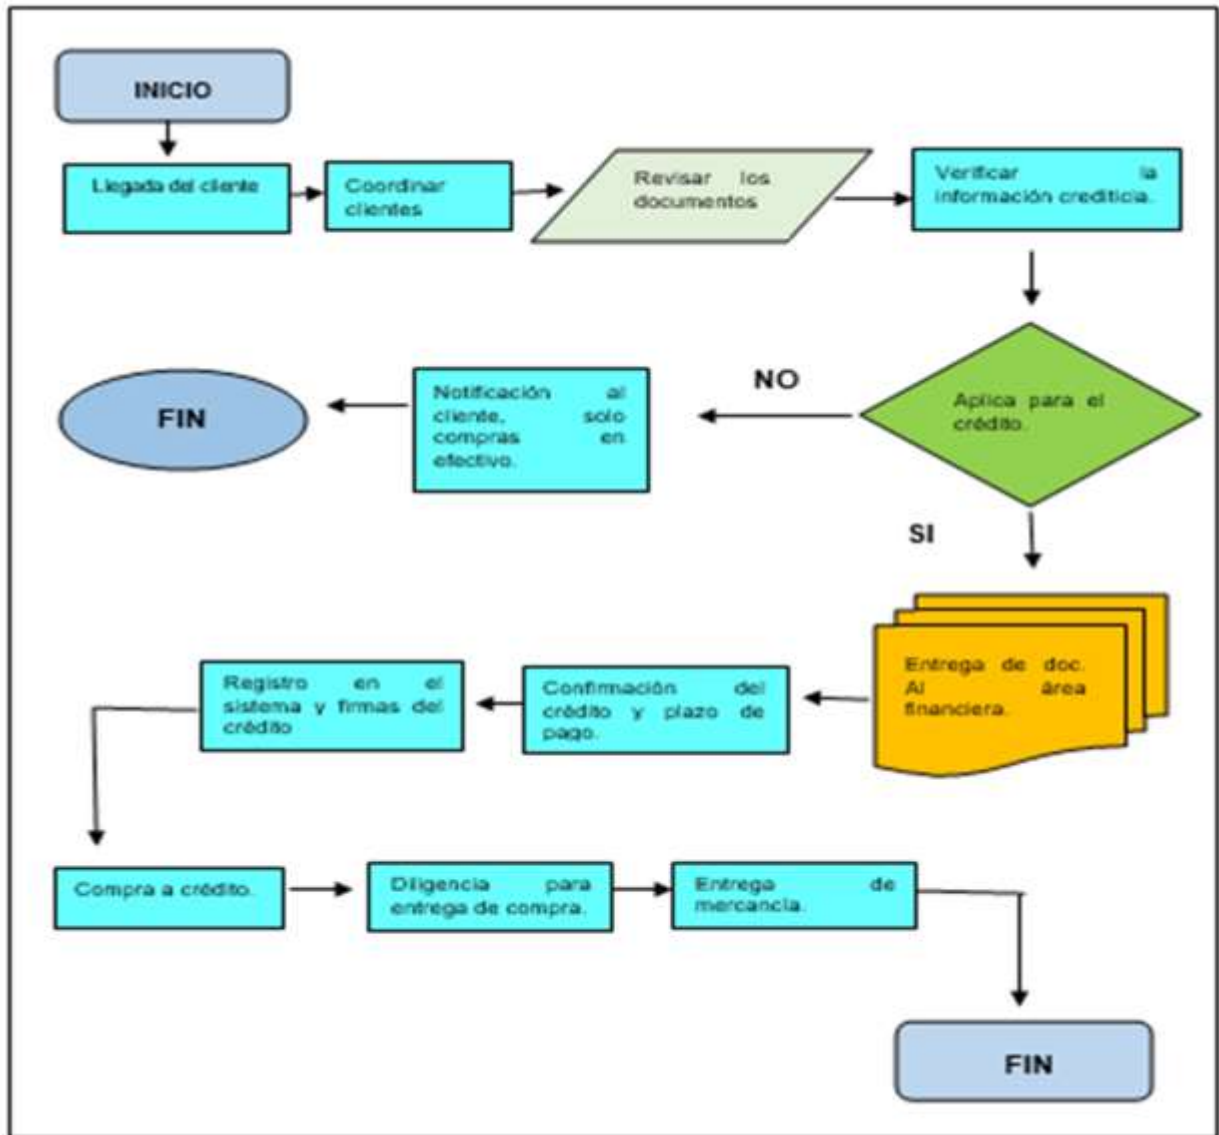 INICIO
Llegada del cliente
Coordinar
clientes
Revisar los
documentos
Verificar la
información crediticia.
Aplica para el
crédito.
NO
Notificación al
cliente, solo
compras en
efectivo.
FIN
SI
Entrega de doc.
Al área
financiera.
Confirmación del
crédito y plazo de
pago.
Registro en el
sistema y firmas del
crédito
Compra a crédito.
Diligencia para
entrega de compra.
Entrega de
mercancía.
FIN